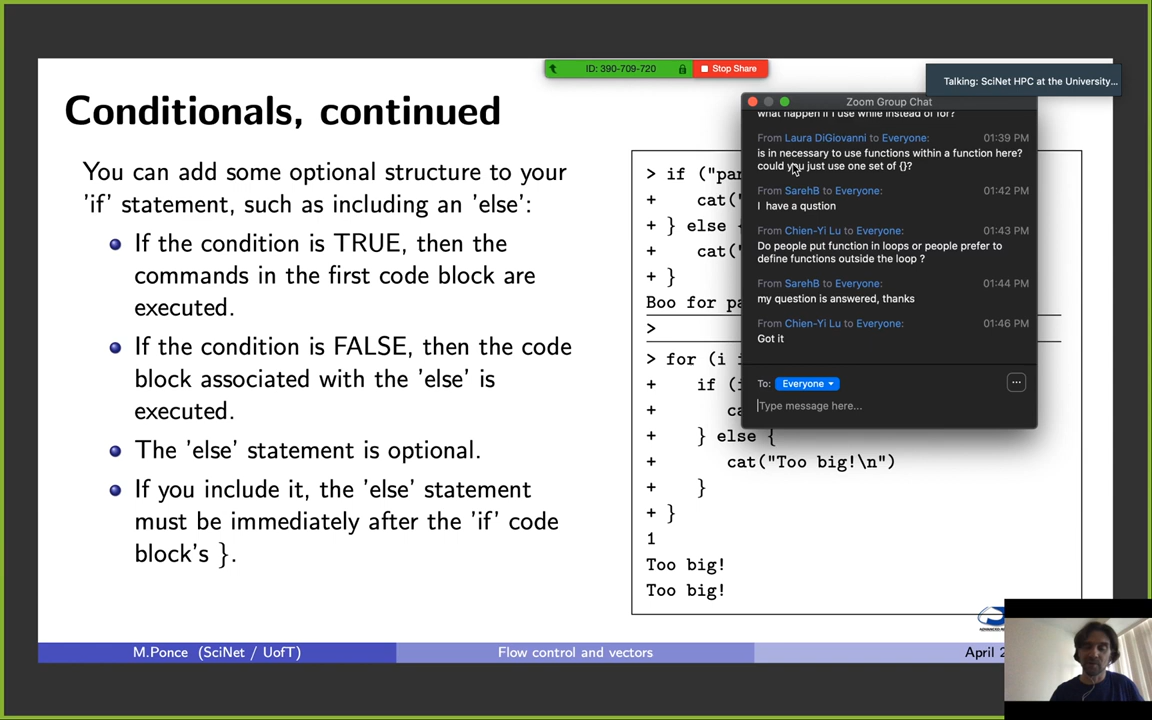 ID: 390-709-720
Stop Share
Talking: SciNet HPC at the University...
Conditionals, continued
You can add some optional structure to your
'if' statement, such as including an 'else':
If the condition is TRUE, then the
commands in the first code block are
executed.
If the condition is FALSE, then the code
block associated with the 'else' is
executed.
The 'else' statement is optional.
If you include it, the 'else' statement
must be immediately after the 'if' code
block's }.
> if ("pa
+ cat("
+ } else {
+ cat("
+ }
Boo for pa
>
> for (i i
+ if (i
+ ca
+ } else {
+ cat("Too big!\n")
+ }
+ }
1
Too big!
Too big!
Zoom Group Chat
what happen if I use while instead of for?
From Laura DiGiovanni to Everyone: 01:39 PM
is in necessary to use functions within a function here?
could you just use one set of {}?
From SarehB to Everyone: 01:42 PM
I have a qustion
From Chien-Yi Lu to Everyone: 01:43 PM
Do people put function in loops or people prefer to
define functions outside the loop ?
From SarehB to Everyone: 01:44 PM
my question is answered, thanks
From Chien-Yi Lu to Everyone: 01:46 PM
Got it
To: Everyone
Type message here...
M.Ponce (SciNet / UofT)
Flow control and vectors
April 2